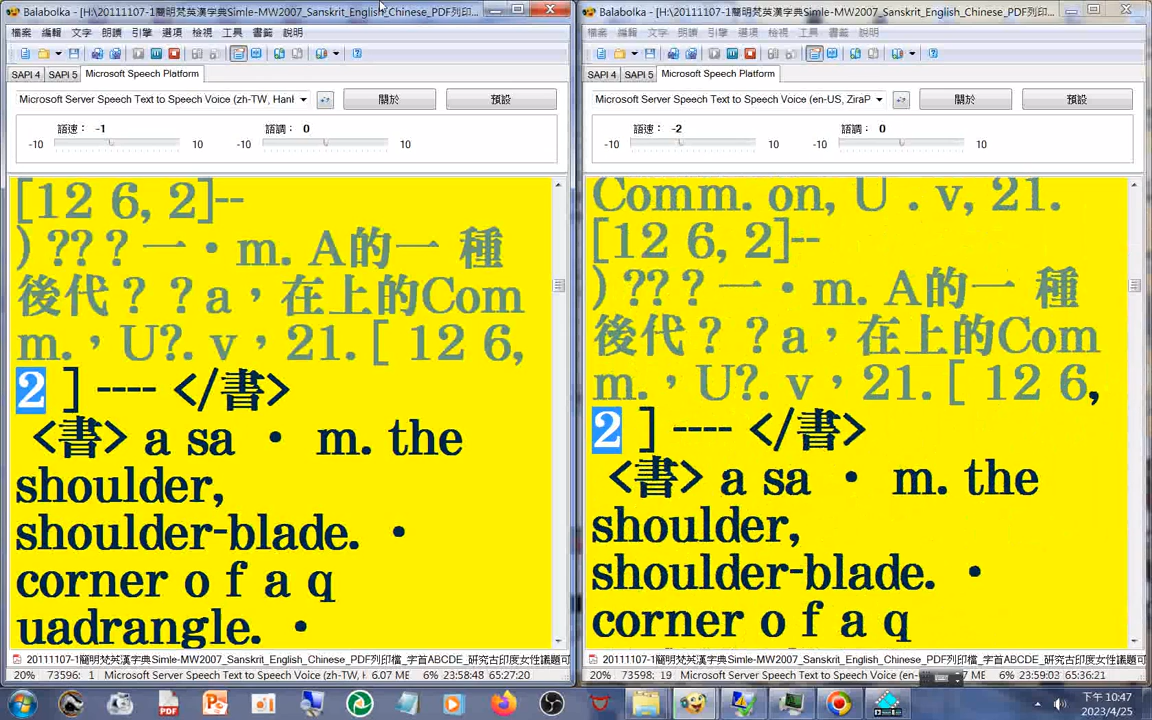 Balabolka - [H:\20111107-1簡明梵英漢字典Simle-MW2007_Sanskrit_English_Chinese_PDF列印...
檔案 編輯 文字 朗讀 引擎 選項 檢視 工具 書籤 說明
SAPI 4 SAPI 5 Microsoft Speech Platform
Microsoft Server Speech Text to Speech Voice (zh-TW, Hanl
關於 預設
語速： -1 語調： 0
-10 10 -10 10
[12 6, 2]--
) ?? ? 一・m. A的一 種
後代？ ？a，在上的Com
m.，U?. v，21. [ 12 6,
2 ] ---- </書>
<書> a sa ・ m. the
shoulder,
shoulder-blade. ・
corner o f a q
uadrangle. ・
20111107-1簡明梵英漢字典Simle-MW2007_Sanskrit_English_Chinese_PDF列印檔_字首ABCDE_研究古印度女性議題可
20% 73596: 1 Microsoft Server Speech Text to Speech Voice (zh-TW, H 6.07 ME 6% 23:58:48 65:27:20
Balabolka - [H:\20111107-1簡明梵英漢字典Simle-MW2007_Sanskrit_English_Chinese_PDF列印...
檔案 編輯 文字 朗讀 引擎 選項 檢視 工具 書籤 說明
SAPI 4 SAPI 5 Microsoft Speech Platform
Microsoft Server Speech Text to Speech Voice (en-US, ZiraP
關於 預設
語速： -2 語調： 0
-10 10 -10 10
Comm. on, U . v, 21.
[12 6, 2]--
) ?? ? 一・m. A的一 種
後代？ ？a，在上的Com
m.，U?. v，21. [ 12 6,
2 ] ---- </書>
<書> a sa ・ m. the
shoulder,
shoulder-blade. ・
corner o f a q
20111107-1簡明梵英漢字典Simle-MW2007_Sanskrit_English_Chinese_PDF列印檔_字首ABCDE_研究古印度女性議題可
20% 73598: 19 Microsoft Server Speech Text to Speech Voice (en-U ME 6% 23:59:03 65:36:21
下午 10:47
2023/4/25